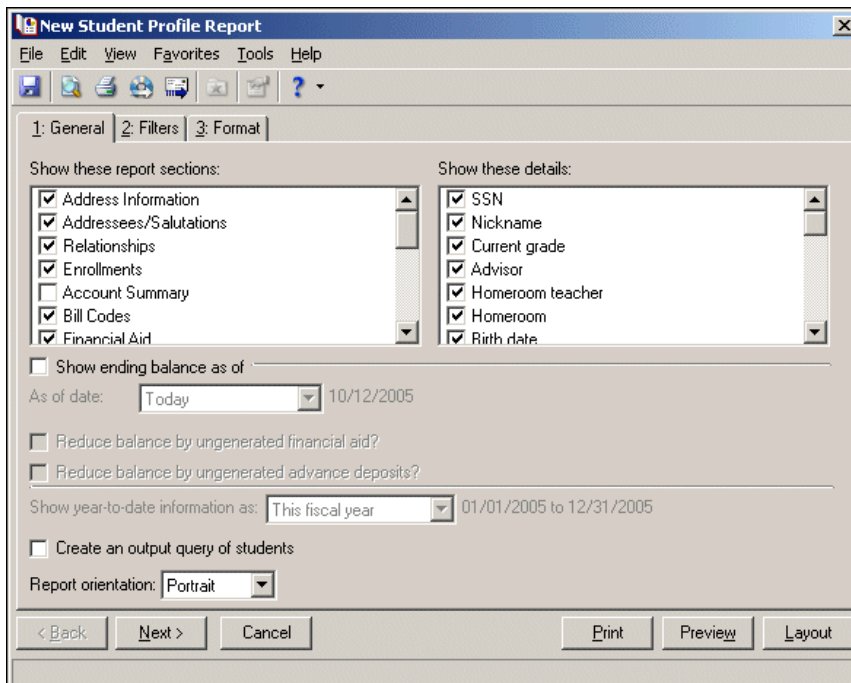 New Student Profile Report
File Edit View Favorites Tools Help
1: General 2: Filters 3: Format
Show these report sections:
Address Information
Addressees/Salutations
Relationships
Enrollments
Account Summary
Bill Codes
Financial Aid
Show these details:
SSN
Nickname
Current grade
Advisor
Homeroom teacher
Homeroom
Birth date
Show ending balance as of
As of date: Today 10/12/2005
Reduce balance by ungenerated financial aid?
Reduce balance by ungenerated advance deposits?
Show year-to-date information as: This fiscal year 01/01/2005 to 12/31/2005
Create an output query of students
Report orientation: Portrait
< Back Next > Cancel Print Preview Layout